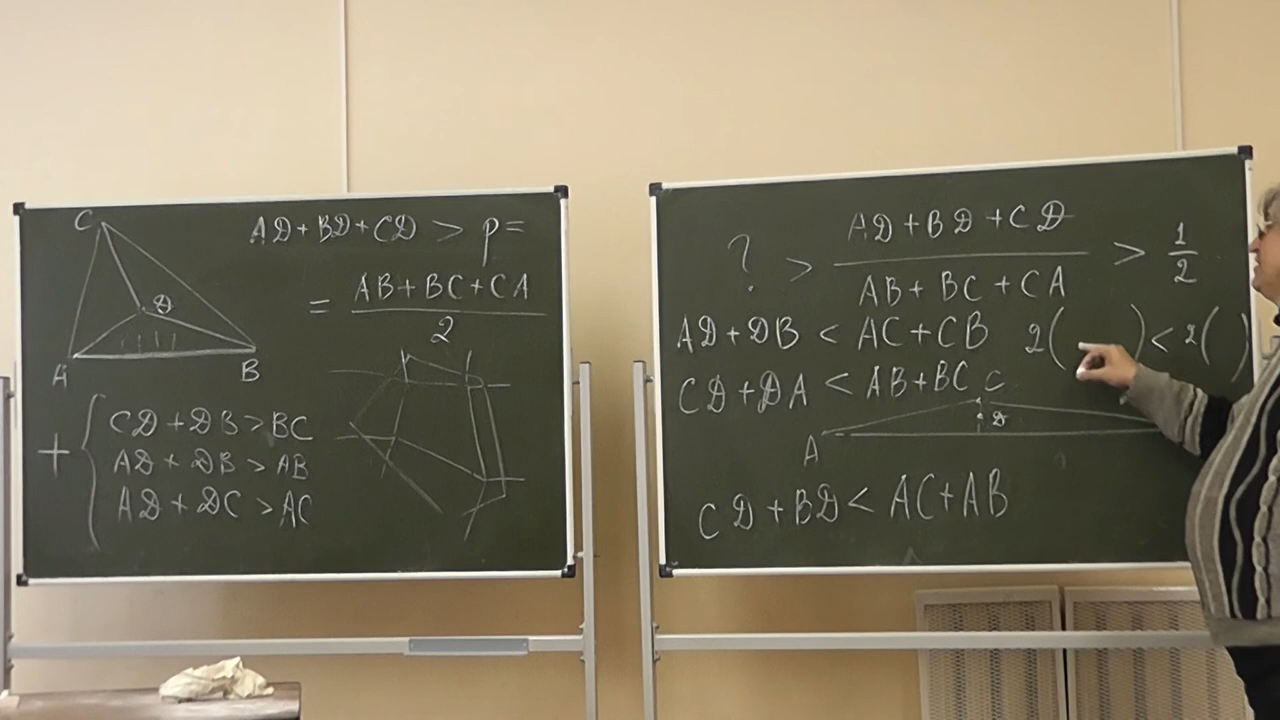 C
AD+BD+CD > p=
= AB+BC+CA
2
D
A B
+ { CD+DB>BC
AD+DB>AB
AD+DC>AC
? > AD+BD+CD > 1
AB+BC+CA 2
AD+DB < AC+CB 2( ) < 2( )
CD+DA < AB+BC
C
D
A
CD+BD < AC+AB